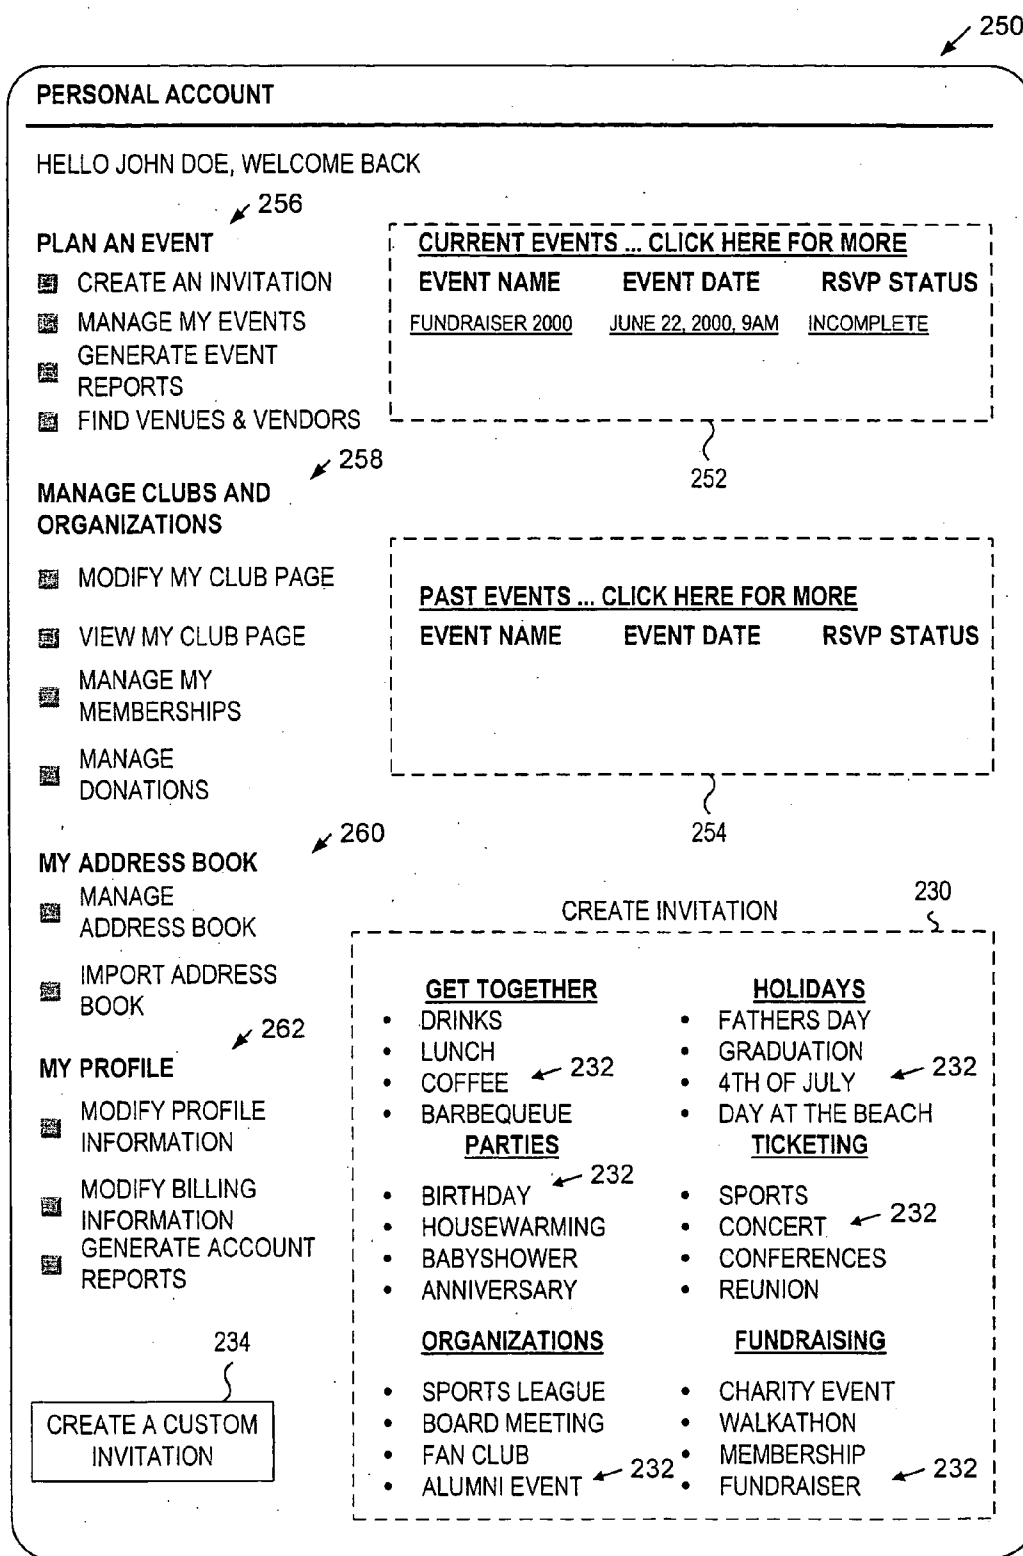 250
PERSONAL ACCOUNT
HELLO JOHN DOE, WELCOME BACK
256
PLAN AN EVENT
CREATE AN INVITATION
MANAGE MY EVENTS
GENERATE EVENT
REPORTS
FIND VENUES & VENDORS
CURRENT EVENTS ... CLICK HERE FOR MORE
EVENT NAME EVENT DATE RSVP STATUS
FUNDRAISER 2000 JUNE 22, 2000, 9AM INCOMPLETE
252
258
MANAGE CLUBS AND
ORGANIZATIONS
MODIFY MY CLUB PAGE
VIEW MY CLUB PAGE
MANAGE MY
MEMBERSHIPS
MANAGE
DONATIONS
PAST EVENTS ... CLICK HERE FOR MORE
EVENT NAME EVENT DATE RSVP STATUS
254
260
MY ADDRESS BOOK
MANAGE
ADDRESS BOOK
IMPORT ADDRESS
BOOK
262
MY PROFILE
MODIFY PROFILE
INFORMATION
MODIFY BILLING
INFORMATION
GENERATE ACCOUNT
REPORTS
234
CREATE A CUSTOM
INVITATION
230
CREATE INVITATION
GET TOGETHER
• DRINKS
• LUNCH
• COFFEE 232
• BARBEQUEUE
HOLIDAYS
• FATHERS DAY
• GRADUATION
• 4TH OF JULY 232
• DAY AT THE BEACH
PARTIES
• BIRTHDAY 232
• HOUSEWARMING
• BABYSHOWER
• ANNIVERSARY
TICKETING
• SPORTS
• CONCERT 232
• CONFERENCES
• REUNION
ORGANIZATIONS
• SPORTS LEAGUE
• BOARD MEETING
• FAN CLUB
• ALUMNI EVENT 232
FUNDRAISING
• CHARITY EVENT
• WALKATHON
• MEMBERSHIP
• FUNDRAISER 232